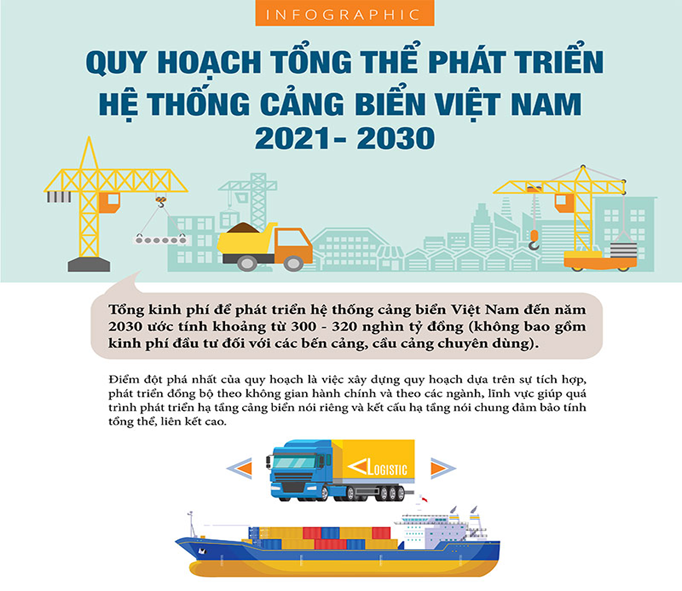 INFOGRAPHIC
QUY HOẠCH TỔNG THỂ PHÁT TRIỂN
HỆ THỐNG CẢNG BIỂN VIỆT NAM
2021- 2030
Tổng kinh phí để phát triển hệ thống cảng biển Việt Nam đến năm
2030 ước tính khoảng từ 300 - 320 nghìn tỷ đồng (không bao gồm
kinh phí đầu tư đối với các bến cảng, cầu cảng chuyên dùng).
Điểm đột phá nhất của quy hoạch là việc xây dựng quy hoạch dựa trên sự tích hợp,
phát triển đồng bộ theo không gian hành chính và theo các ngành, lĩnh vực giúp quá
trình phát triển hạ tầng cảng biển nói riêng và kết cấu hạ tầng nói chung đảm bảo tính
tổng thể, liên kết cao.
LOGISTIC